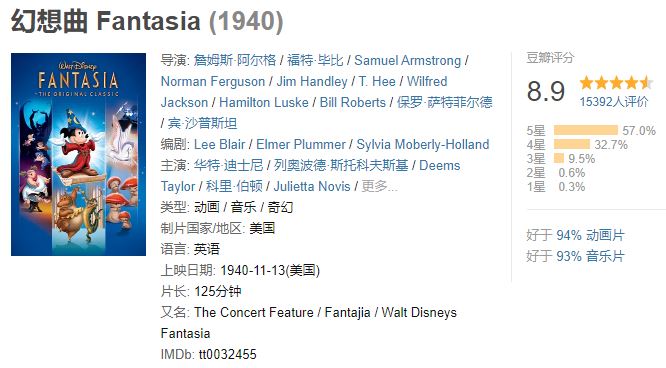 幻想曲 Fantasia (1940)
WALT DISNEY
FANTASIA
THE ORIGINAL CLASSIC
导演: 詹姆斯·阿尔格 / 福特·毕比 / Samuel Armstrong /
Norman Ferguson / Jim Handley / T. Hee / Wilfred
Jackson / Hamilton Luske / Bill Roberts / 保罗·萨特菲尔德
/ 宾·沙普斯坦
编剧: Lee Blair / Elmer Plummer / Sylvia Moberly-Holland
主演: 华特·迪士尼 / 列奥波德·斯托科夫斯基 / Deems
Taylor / 科里·伯顿 / Julietta Novis / 更多...
类型: 动画 / 音乐 / 奇幻
制片国家/地区: 美国
语言: 英语
上映日期: 1940-11-13(美国)
片长: 125分钟
又名: The Concert Feature / Fantajia / Walt Disneys
Fantasia
IMDb: tt0032455
豆瓣评分
8.9
15392人评价
5星 57.0%
4星 32.7%
3星 9.5%
2星 0.6%
1星 0.3%
好于 94% 动画片
好于 93% 音乐片